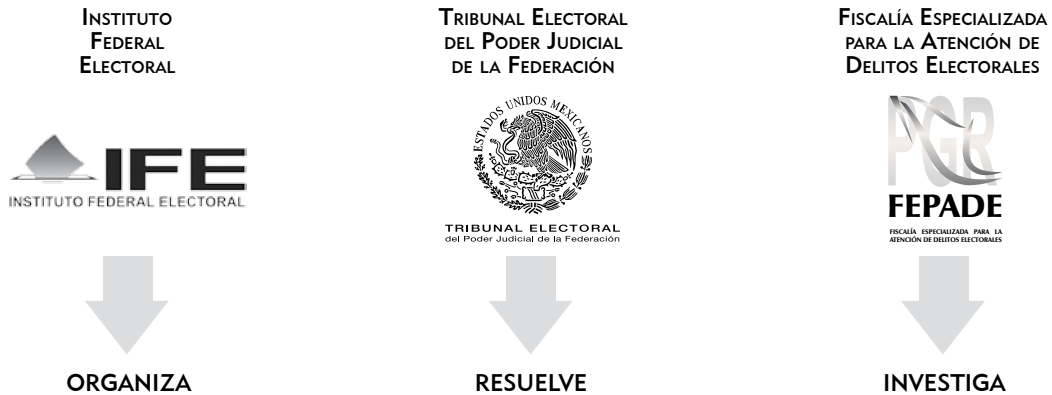 INSTITUTO
FEDERAL
ELECTORAL
IFE
INSTITUTO FEDERAL ELECTORAL
ORGANIZA
TRIBUNAL ELECTORAL
DEL PODER JUDICIAL
DE LA FEDERACIÓN
ESTADOS UNIDOS MEXICANOS
TRIBUNAL ELECTORAL
del Poder Judicial de la Federación
RESUELVE
FISCALÍA ESPECIALIZADA
PARA LA ATENCIÓN DE
DELITOS ELECTORALES
PGR
FEPADE
FISCALÍA ESPECIALIZADA PARA LA
ATENCIÓN DE DELITOS ELECTORALES
INVESTIGA